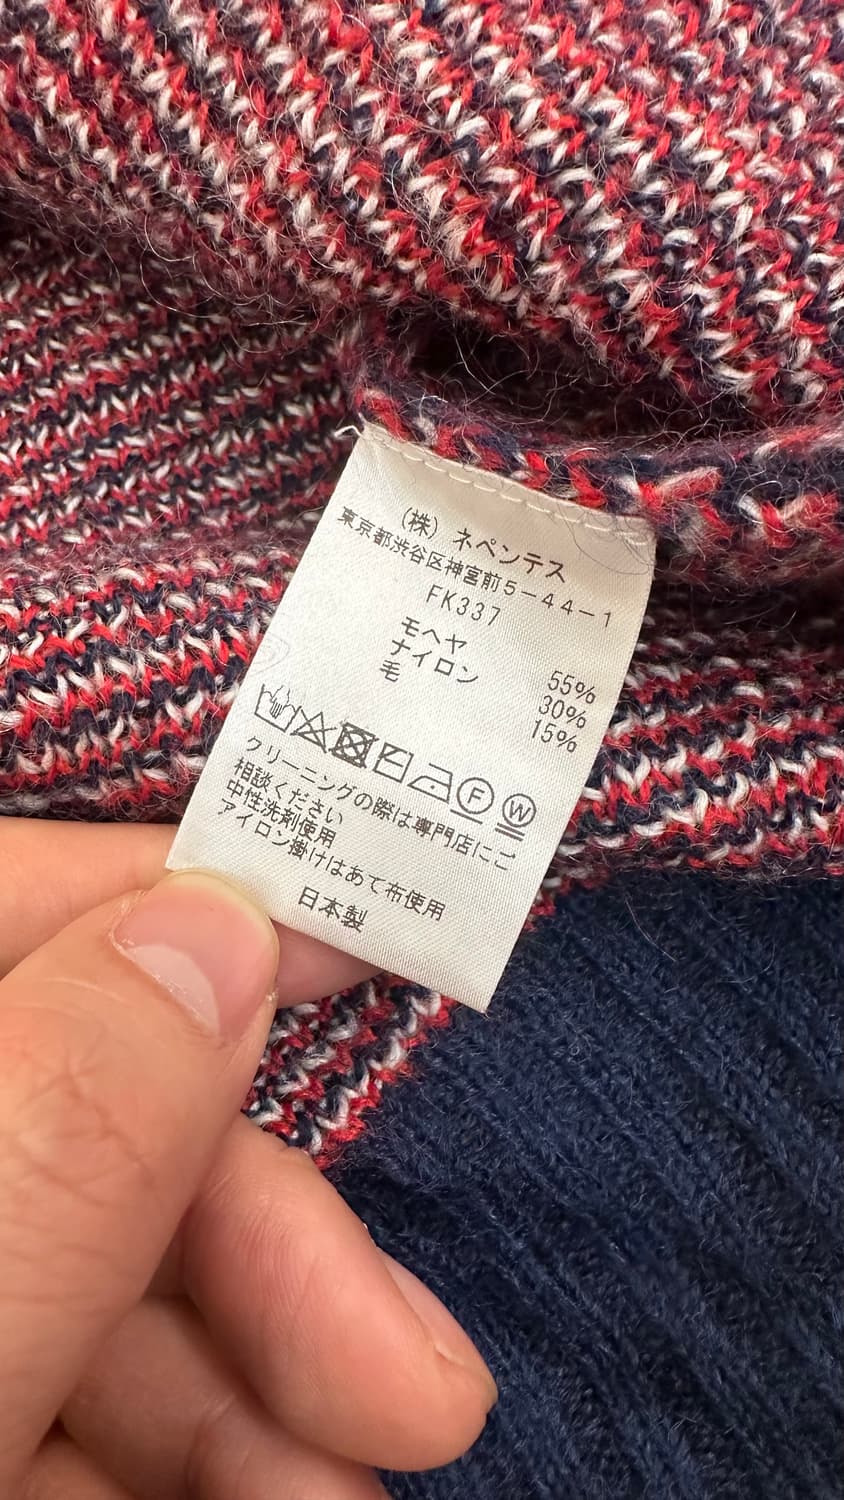 (株) ネペンテス
東京都渋谷区神宮前5-44-1
FK337
モヘヤ 55%
ナイロン 30%
毛 15%
F W
クリーニングの際は専門店にご
相談ください
中性洗剤使用
アイロン掛けはあて布使用
日本製